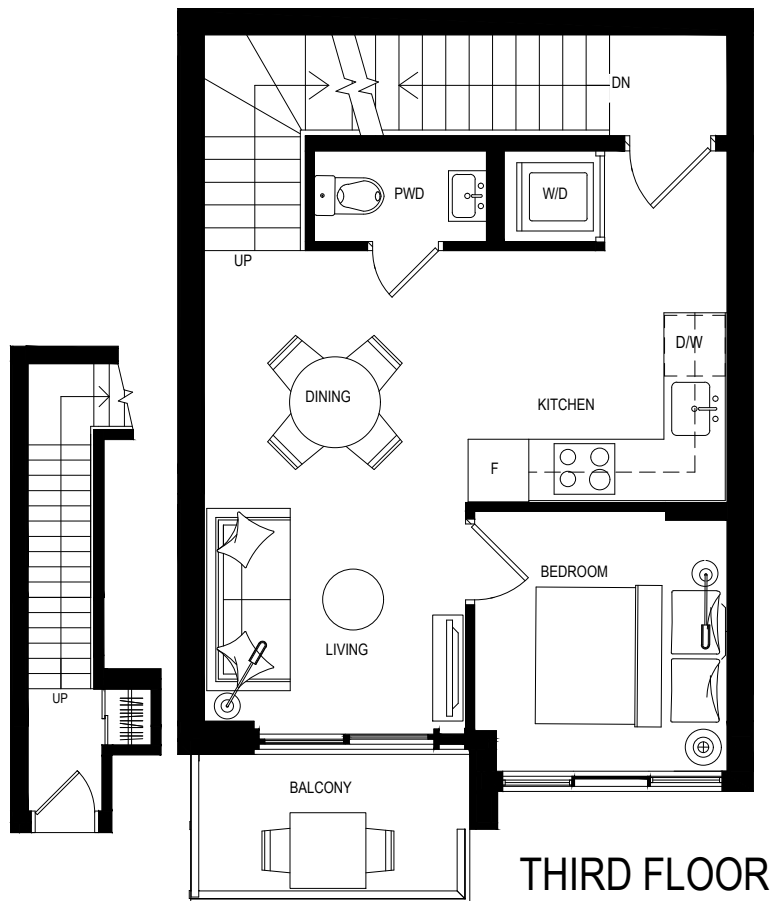 DN
PWD
W/D
UP
D/W
DINING
KITCHEN
F
BEDROOM
LIVING
UP
BALCONY
THIRD FLOOR